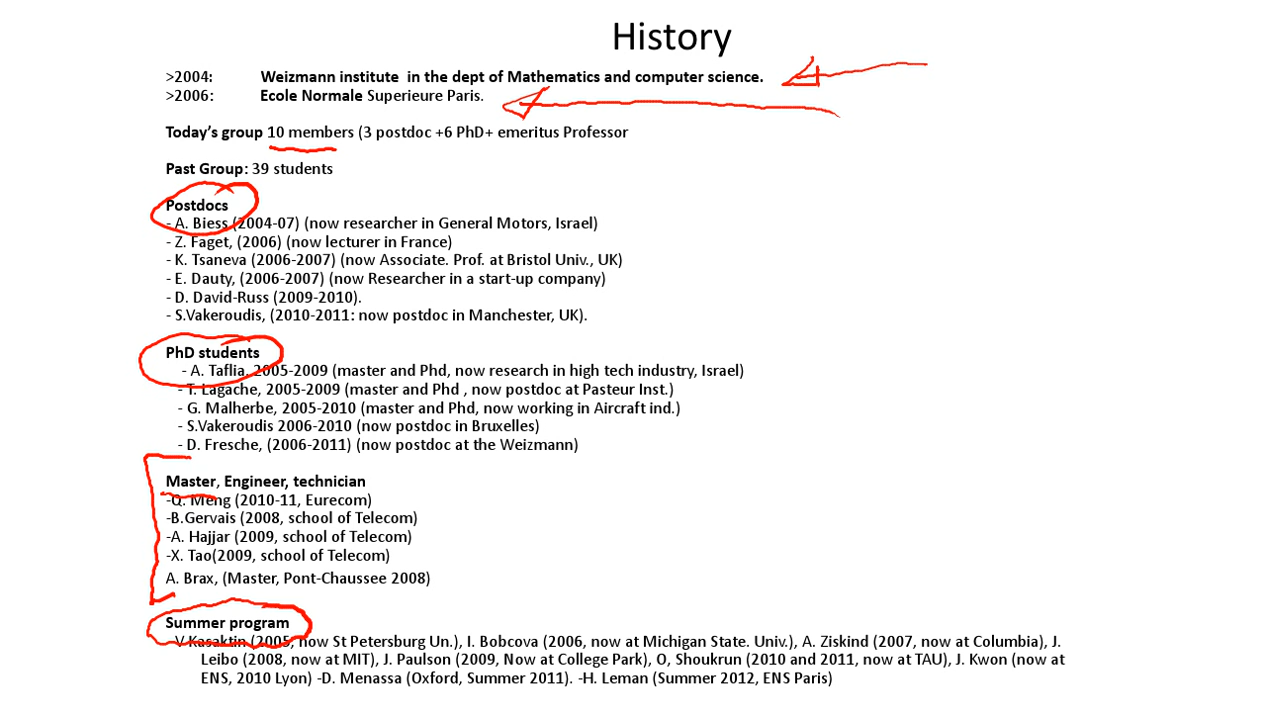 History
>2004: Weizmann institute in the dept of Mathematics and computer science.
>2006: Ecole Normale Superieure Paris.
Today's group 10 members (3 postdoc +6 PhD+ emeritus Professor
Past Group: 39 students
Postdocs
- A. Biess (2004-07) (now researcher in General Motors, Israel)
- Z. Faget, (2006) (now lecturer in France)
- K. Tsaneva (2006-2007) (now Associate. Prof. at Bristol Univ., UK)
- E. Dauty, (2006-2007) (now Researcher in a start-up company)
- D. David-Russ (2009-2010).
- S.Vakeroudis, (2010-2011: now postdoc in Manchester, UK).
PhD students
- A. Taflia, 2005-2009 (master and Phd, now research in high tech industry, Israel)
- T. Lagache, 2005-2009 (master and Phd , now postdoc at Pasteur Inst.)
- G. Malherbe, 2005-2010 (master and Phd, now working in Aircraft ind.)
- S.Vakeroudis 2006-2010 (now postdoc in Bruxelles)
- D. Fresche, (2006-2011) (now postdoc at the Weizmann)
Master, Engineer, technician
-Q. Meng (2010-11, Eurecom)
-B.Gervais (2008, school of Telecom)
-A. Hajjar (2009, school of Telecom)
-X. Tao(2009, school of Telecom)
A. Brax, (Master, Pont-Chaussee 2008)
Summer program
-V Kasaktin (2005, now St Petersburg Un.), I. Bobcova (2006, now at Michigan State. Univ.), A. Ziskind (2007, now at Columbia), J.
Leibo (2008, now at MIT), J. Paulson (2009, Now at College Park), O, Shoukrun (2010 and 2011, now at TAU), J. Kwon (now at
ENS, 2010 Lyon) -D. Menassa (Oxford, Summer 2011). -H. Leman (Summer 2012, ENS Paris)